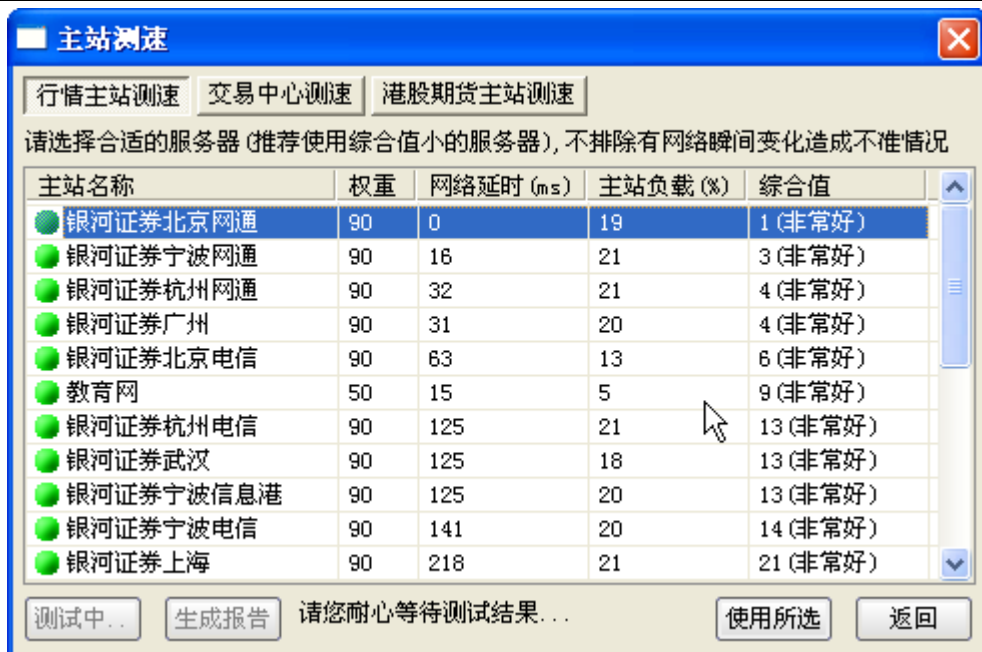 主站测速
行情主站测速 交易中心测速 港股期货主站测速
请选择合适的服务器(推荐使用综合值小的服务器),不排除有网络瞬间变化造成不准情况
主站名称 权重 网络延时(ms) 主站负载(%) 综合值
银河证券北京网通 90 0 19 1(非常好)
银河证券宁波网通 90 16 21 3(非常好)
银河证券杭州网通 90 32 21 4(非常好)
银河证券广州 90 31 20 4(非常好)
银河证券北京电信 90 63 13 6(非常好)
教育网 50 15 5 9(非常好)
银河证券杭州电信 90 125 21 13(非常好)
银河证券武汉 90 125 18 13(非常好)
银河证券宁波信息港 90 125 20 13(非常好)
银河证券宁波电信 90 141 20 14(非常好)
银河证券上海 90 218 21 21(非常好)
测试中.. 生成报告 请您耐心等待测试结果... 使用所选 返回